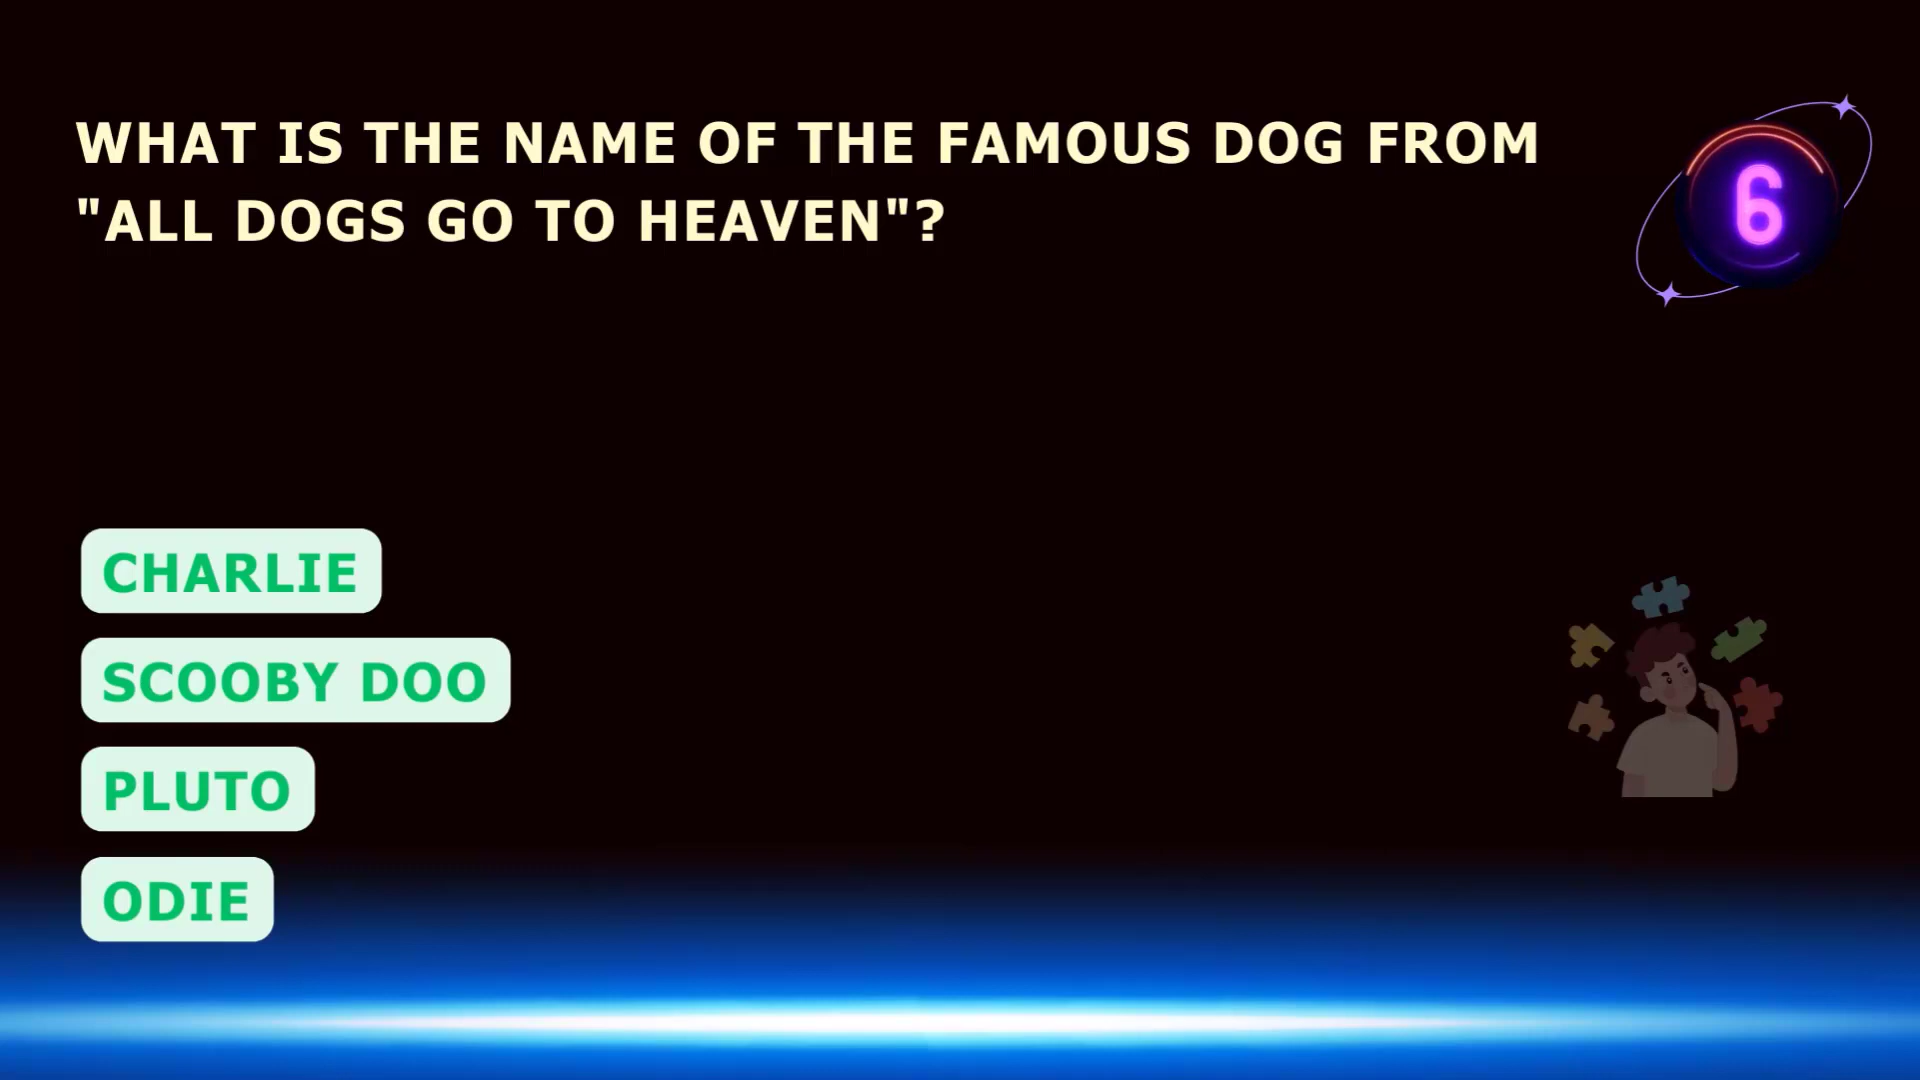 WHAT IS THE NAME OF THE FAMOUS DOG FROM
"ALL DOGS GO TO HEAVEN"?
6
CHARLIE
SCOOBY DOO
PLUTO
ODIE